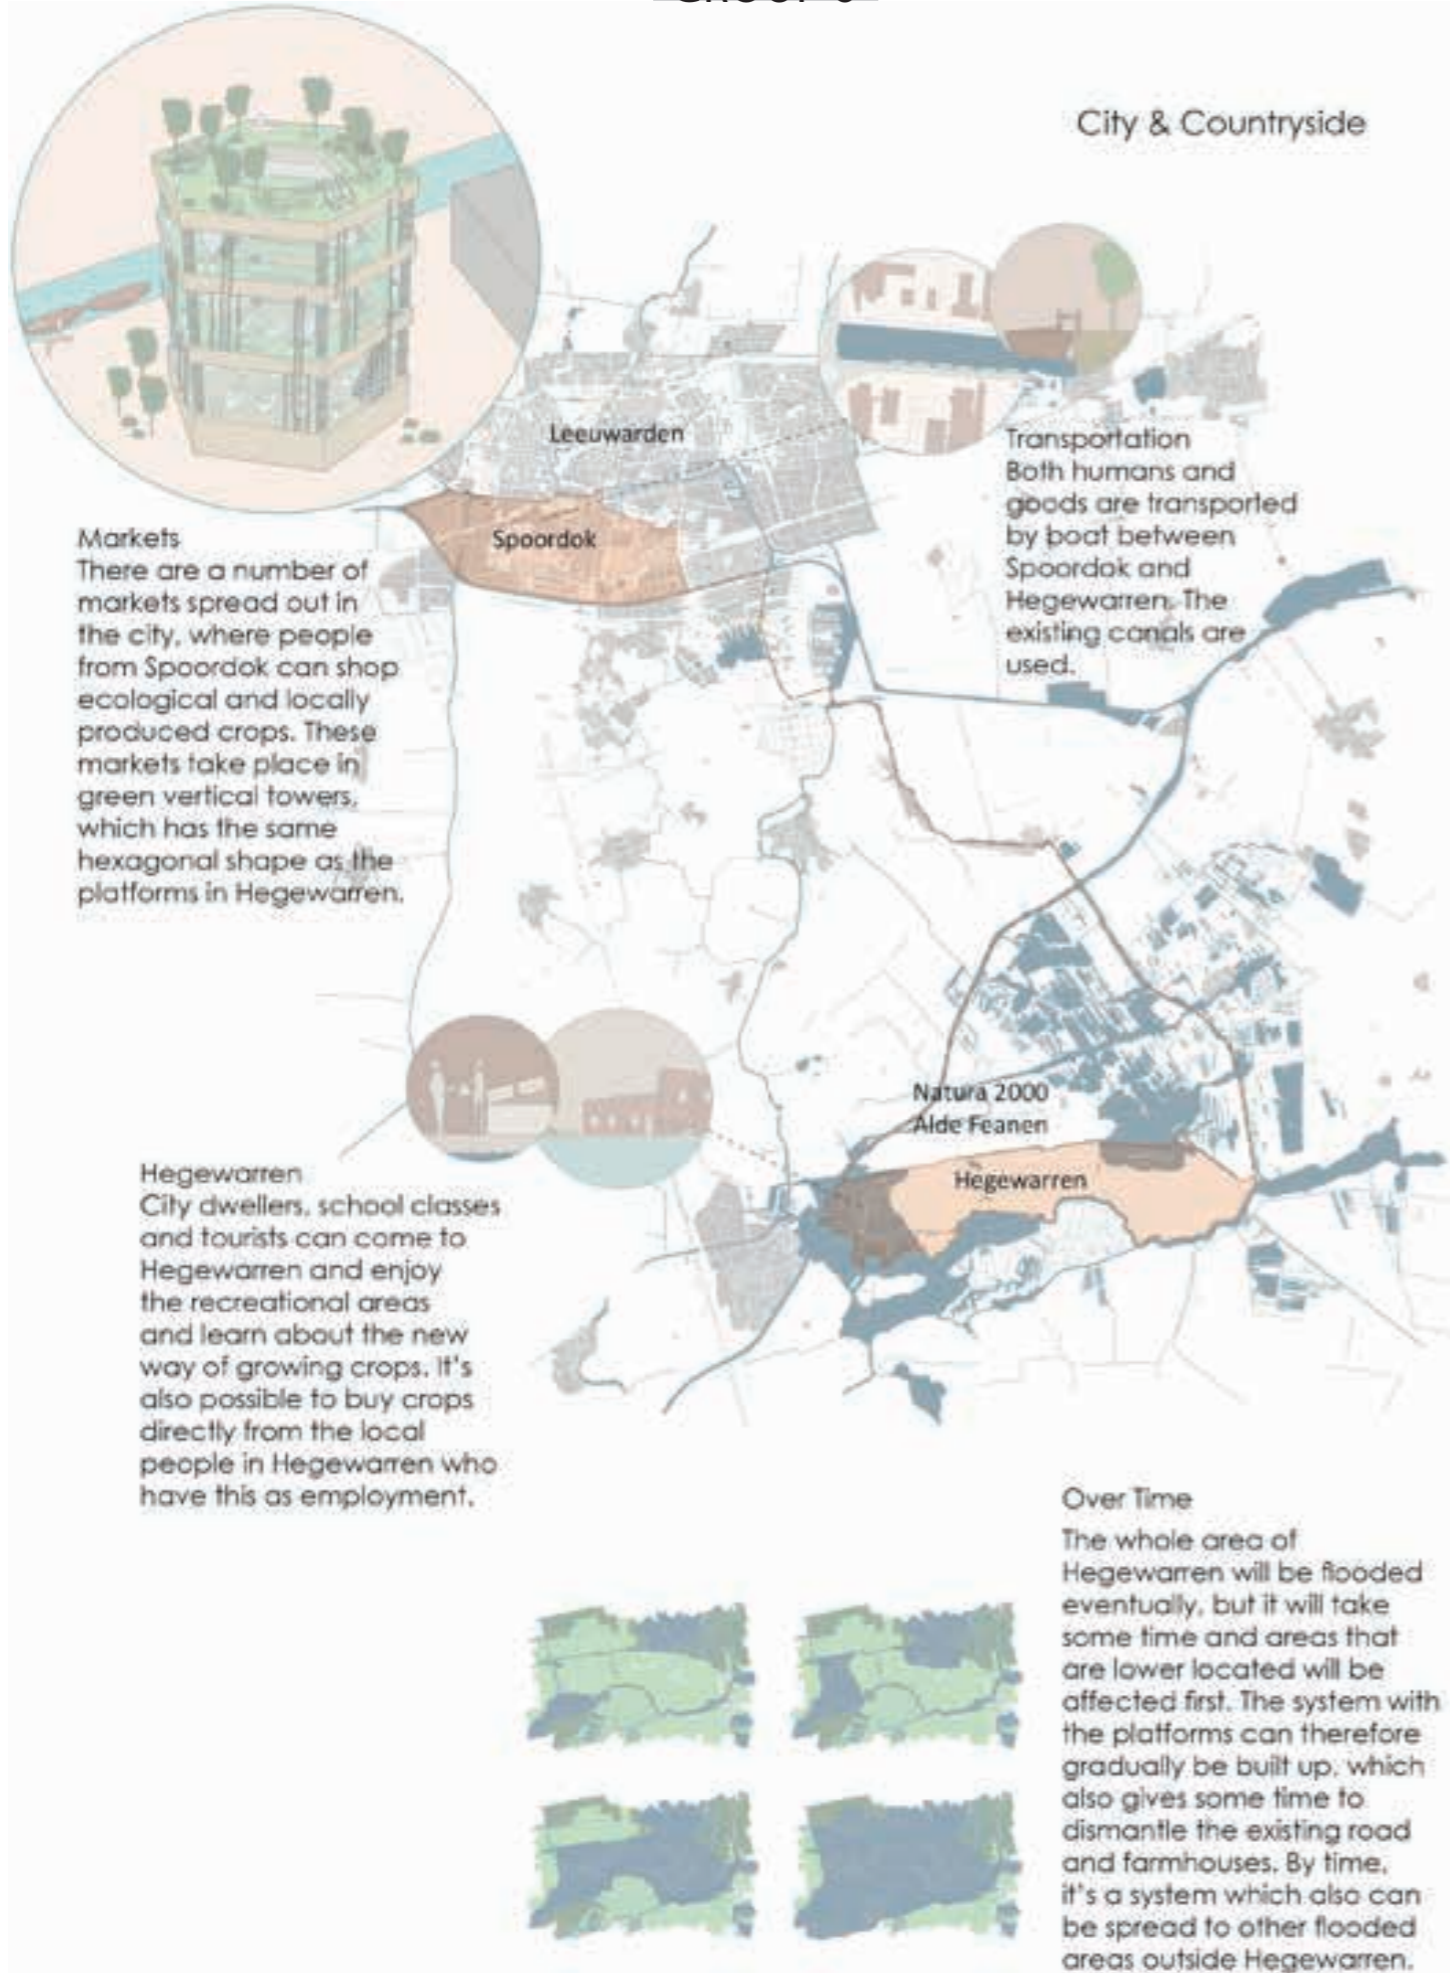 City & Countryside
Leeuwarden
Spoordok
Transportation
Both humans and
goods are transported
by boat between
Spoordok and
Hegewarren. The
existing canals are
used.
Markets
There are a number of
markets spread out in
the city, where people
from Spoordok can shop
ecological and locally
produced crops. These
markets take place in
green vertical towers,
which has the same
hexagonal shape as the
platforms in Hegewarren.
Natura 2000
Alde Feanen
Hegewarren
Hegewarren
City dwellers, school classes
and tourists can come to
Hegewarren and enjoy
the recreational areas
and learn about the new
way of growing crops. It's
also possible to buy crops
directly from the local
people in Hegewarren who
have this as employment.
Over Time
The whole area of
Hegewarren will be flooded
eventually, but it will take
some time and areas that
are lower located will be
affected first. The system with
the platforms can therefore
gradually be built up, which
also gives some time to
dismantle the existing road
and farmhouses. By time,
it's a system which also can
be spread to other flooded
areas outside Hegewarren.